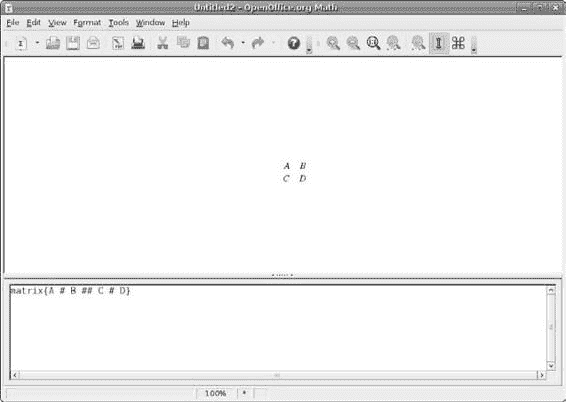 Untitled2 - OpenOffice.org Math
File Edit View Format Tools Window Help
A B
C D
matrix{A # B ## C # D}
100% *